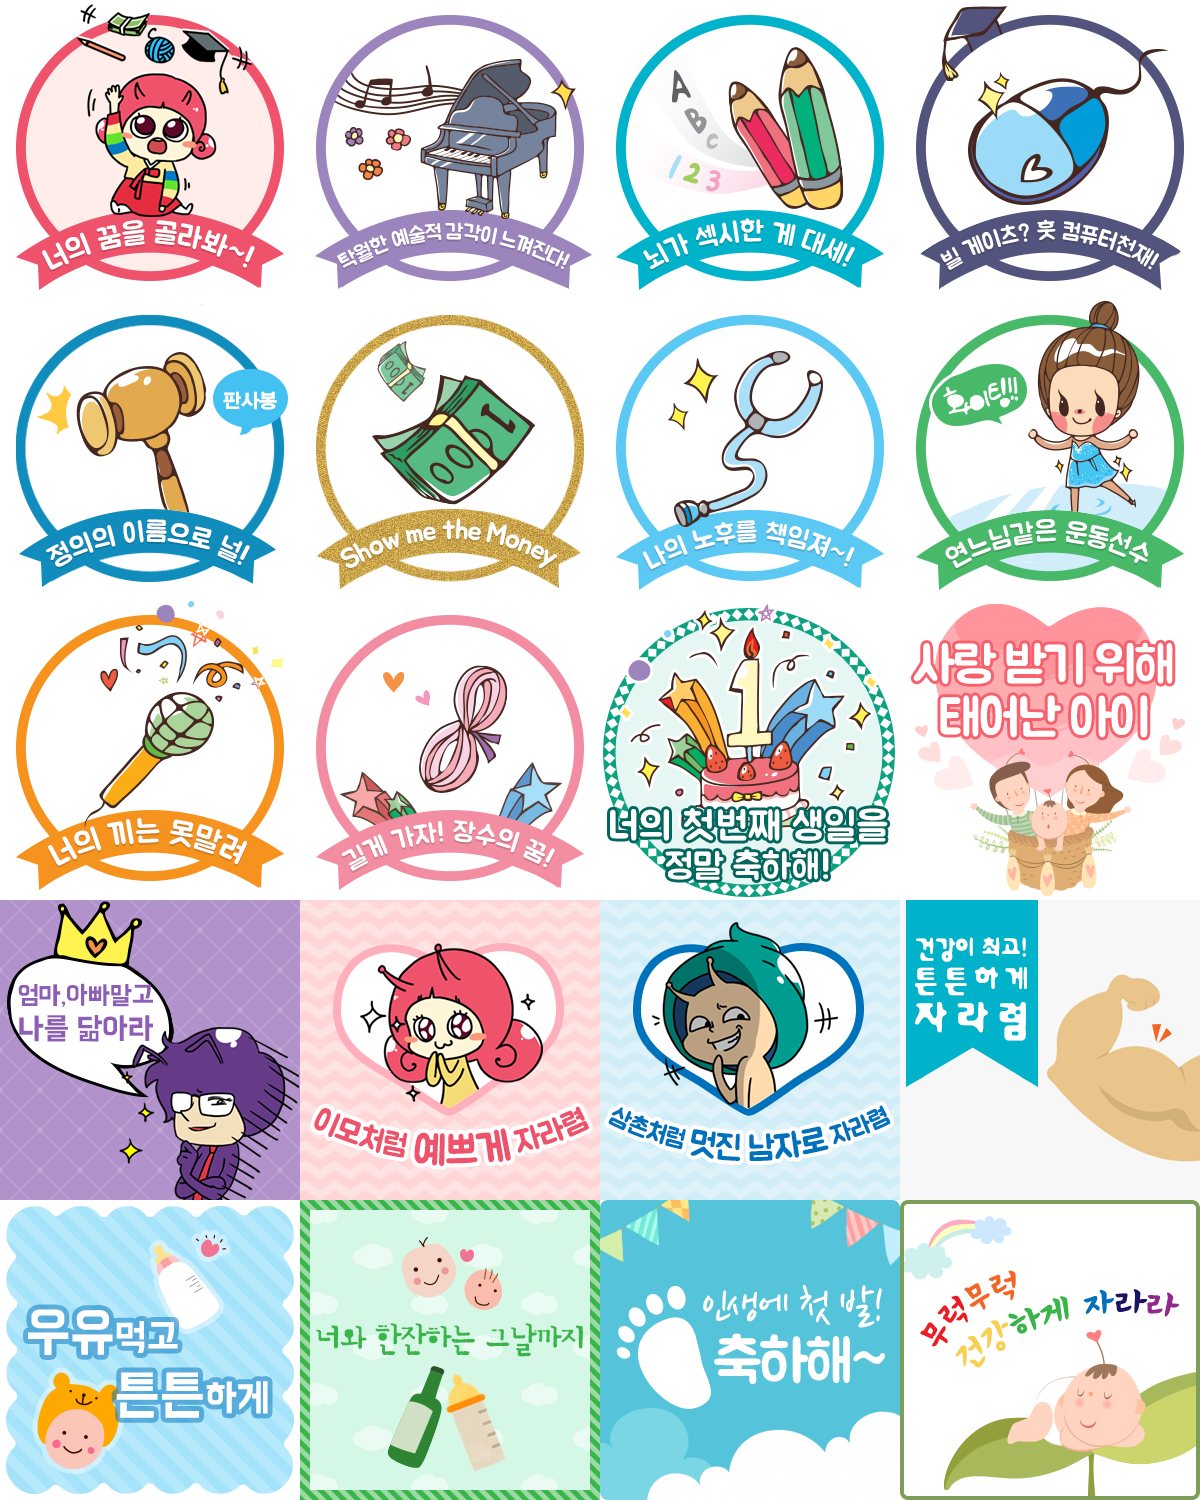 너의 꿈을 골라봐~!
탁월한 예술적 감각이 느껴진다!
A
B
C
1 2 3
뇌가 섹시한 게 대세!
빌 게이츠? 훗 컴퓨터천재!
판사봉
정의의 이름으로 널!
100
1000
Show me the Money
나의 노후를 책임져~!
화이팅!!!
연느님같은 운동선수
너의 끼는 못말려
길게 가자! 장수의 꿈!
1
너의 첫번째 생일을
정말 축하해!
사랑 받기 위해
태어난 아이
엄마,아빠말고
나를 닮아라
이모처럼 예쁘게 자라렴
삼촌처럼 멋진 남자로 자라렴
건강이 최고!
튼튼하게
자라렴
우유먹고
튼튼하게
너와 한잔하는 그날까지
인생에 첫 발!
축하해~
무럭무럭
건강하게 자라라